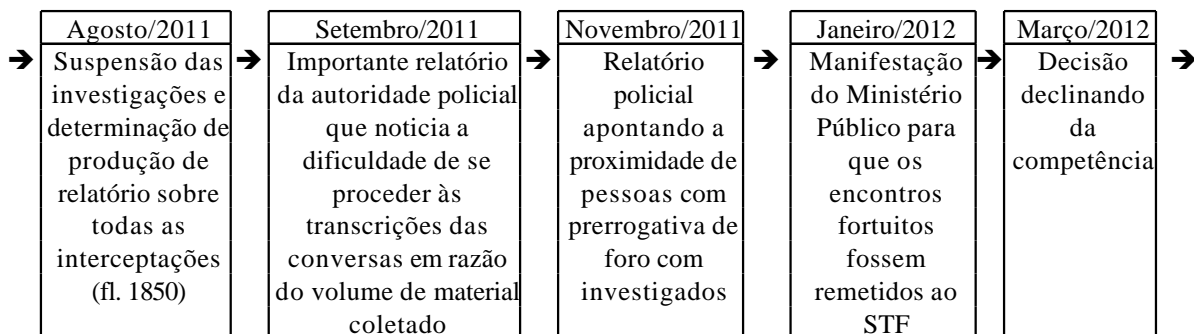 Agosto/2011
Suspensão das
investigações e
determinação de
produção de
relatório sobre
todas as
interceptações
(fl. 1850)
Setembro/2011
Importante relatório
da autoridade policial
que noticia a
dificuldade de se
proceder às
transcrições das
conversas em razão
do volume de material
coletado
Novembro/2011
Relatório
policial
apontando a
proximidade de
pessoas com
prerrogativa de
foro com
investigados
Janeiro/2012
Manifestação
do Ministério
Público para
que os
encontros
fortuitos
fossem
remetidos ao
STF
Março/2012
Decisão
declinando
da
competência